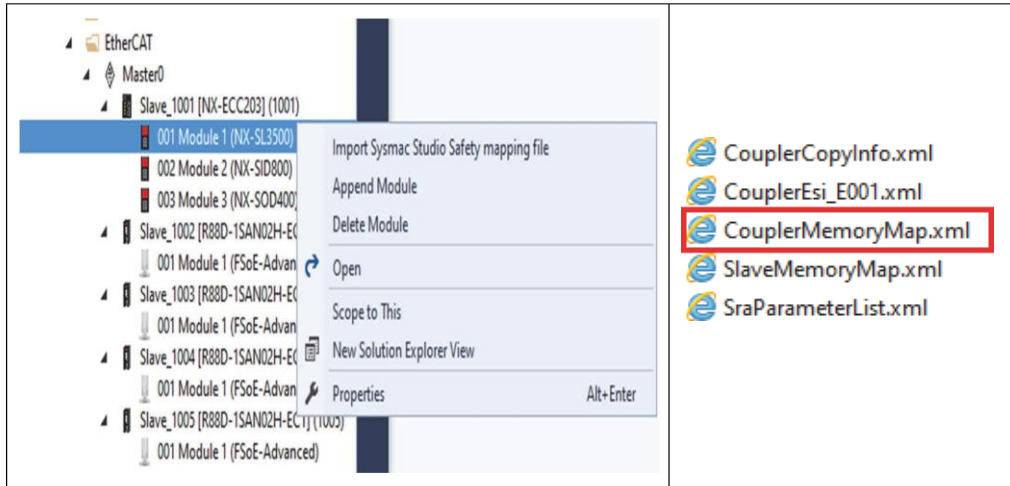 EtherCAT
Master0
Slave_1001 [NX-ECC203] (1001)
001 Module 1 (NX-SL3500)
002 Module 2 (NX-SID800)
003 Module 3 (NX-SOD400)
Slave_1002 [R88D-1SAN02H-EC
001 Module 1 (FSoE-Advan
Slave_1003 [R88D-1SAN02H-EC
001 Module 1 (FSoE-Advan
Slave_1004 [R88D-1SAN02H-EC
001 Module 1 (FSoE-Advan
Slave_1005 [R88D-1SAN02H-EC1] (1005)
001 Module 1 (FSoE-Advanced)
Import Sysmac Studio Safety mapping file
Append Module
Delete Module
Open
Scope to This
New Solution Explorer View
Properties Alt+Enter
CouplerCopyInfo.xml
CouplerEsi_E001.xml
CouplerMemoryMap.xml
SlaveMemoryMap.xml
SraParameterList.xml